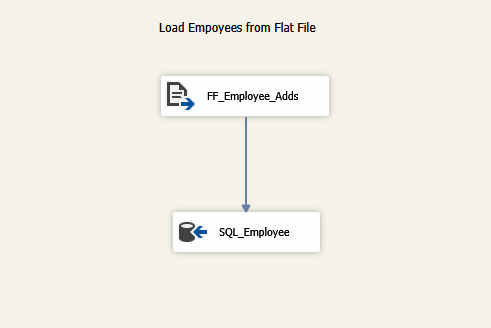 Load Empoyees from Flat File
FF_Employee_Adds
SQL_Employee